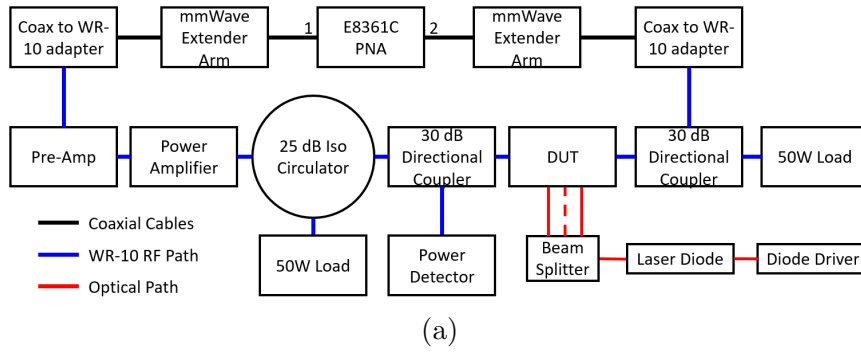 Coax to WR-
10 adapter
mmWave
Extender
Arm
1
E8361C
PNA
2
mmWave
Extender
Arm
Coax to WR-
10 adapter
Pre-Amp
Power
Amplifier
25 dB Iso
Circulator
30 dB
Directional
Coupler
DUT
30 dB
Directional
Coupler
50W Load
Coaxial Cables
WR-10 RF Path
Optical Path
50W Load
Power
Detector
Beam
Splitter
Laser Diode
Diode Driver
(a)